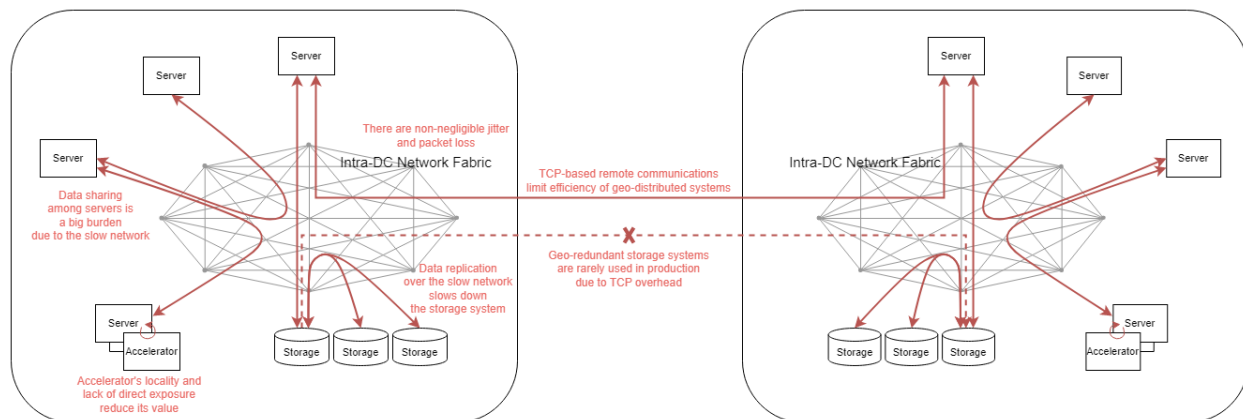 Server
Server
Server
There are non-negligible jitter
and packet loss
Intra-DC Network Fabric
Data sharing
among servers is
a big burden
due to the slow network
Data replication
over the slow network
slows down
the storage system
Server
Accelerator
Accelerator's locality and
lack of direct exposure
reduce its value
Storage
Storage
Storage
TCP-based remote communications
limit efficiency of geo-distributed systems
Geo-redundant storage systems
are rarely used in production
due to TCP overhead
Server
Server
Server
Intra-DC Network Fabric
Storage
Storage
Storage
Server
Accelerator